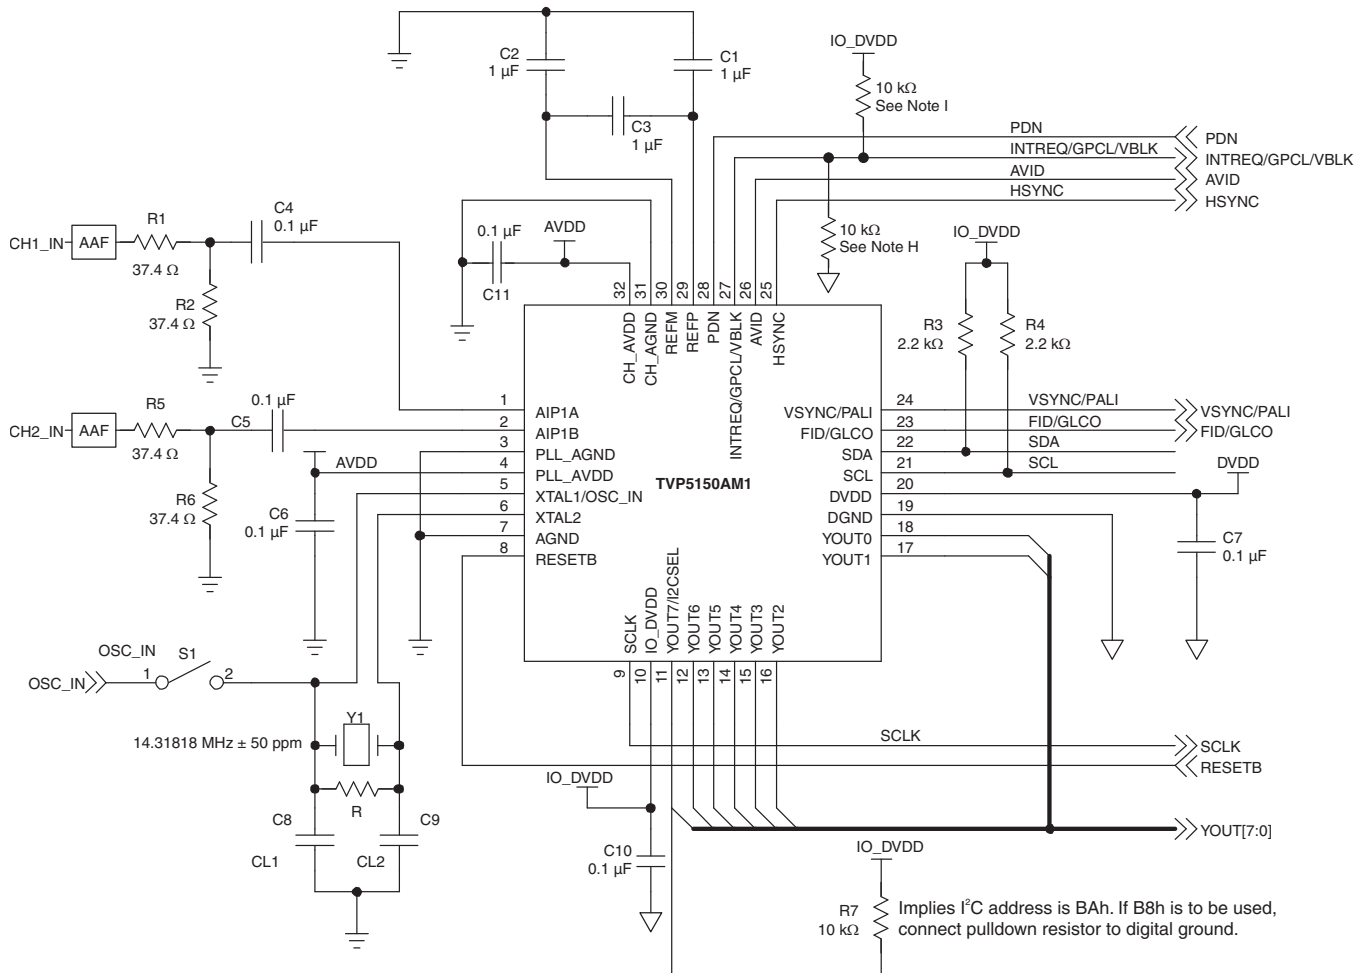 C2
1 µF
C1
1 µF
C3
1 µF
IO_DVDD
10 kΩ
See Note I
PDN
PDN
INTREQ/GPCL/VBLK
INTREQ/GPCL/VBLK
AVID
AVID
HSYNC
HSYNC
10 kΩ
See Note H
IO_DVDD
R3
2.2 kΩ
R4
2.2 kΩ
CH1_IN
AAF
R1
37.4 Ω
R2
37.4 Ω
C4
0.1 µF
0.1 µF
AVDD
C11
32
31
30
29
28
27
26
25
CH_AVDD
CH_AGND
REFM
REFP
PDN
INTREQ/GPCL/VBLK
AVID
HSYNC
CH2_IN
AAF
R5
37.4 Ω
R6
37.4 Ω
0.1 µF
C5
AVDD
C6
0.1 µF
1
AIP1A
2
AIP1B
3
PLL_AGND
4
PLL_AVDD
5
XTAL1/OSC_IN
6
XTAL2
7
AGND
8
RESETB
TVP5150AM1
VSYNC/PALI
24
VSYNC/PALI
VSYNC/PALI
FID/GLCO
23
FID/GLCO
FID/GLCO
SDA
22
SDA
SCL
21
SCL
DVDD
DVDD
20
DGND
19
YOUT0
18
YOUT1
17
C7
0.1 µF
SCLK
IO_DVDD
YOUT7/I2CSEL
YOUT6
YOUT5
YOUT4
YOUT3
YOUT2
9
10
11
12
13
14
15
16
OSC_IN
OSC_IN
1
S1
2
Y1
14.31818 MHz ± 50 ppm
R
C8
CL1
C9
CL2
SCLK
SCLK
RESETB
IO_DVDD
C10
0.1 µF
YOUT[7:0]
IO_DVDD
R7
10 kΩ
Implies I²C address is BAh. If B8h is to be used,
connect pulldown resistor to digital ground.